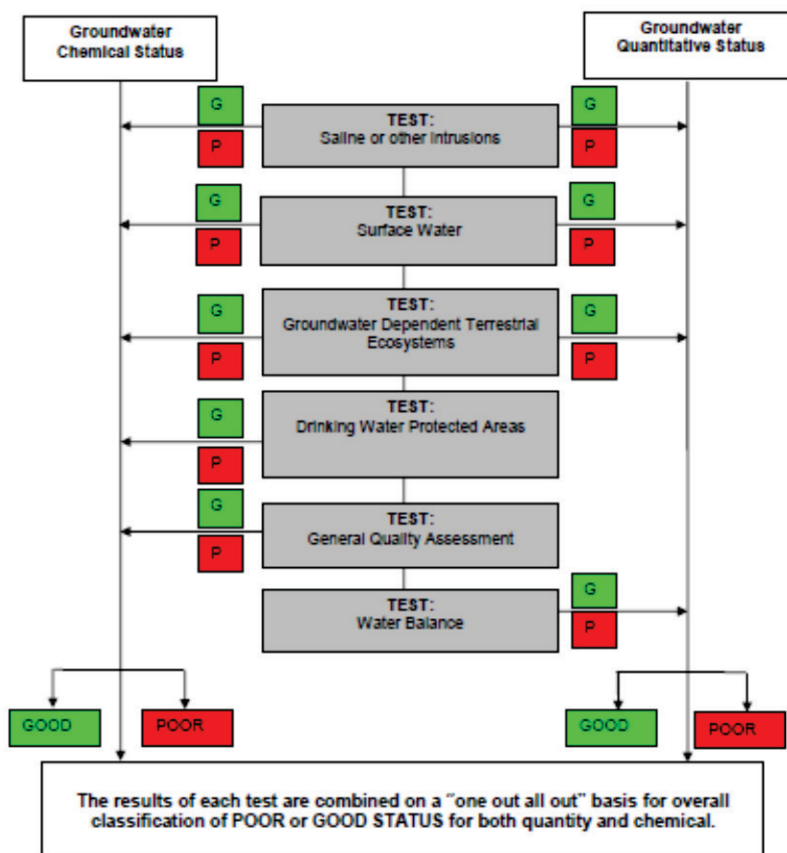 Groundwater
Chemical Status
Groundwater
Quantitative Status
G
P
TEST:
Saline or other Intrusions
G
P
G
P
TEST:
Surface Water
G
P
G
P
TEST:
Groundwater Dependent Terrestrial
Ecosystems
G
P
G
P
TEST:
Drinking Water Protected Areas
G
P
TEST:
General Quality Assessment
TEST:
Water Balance
G
P
GOOD
POOR
GOOD
POOR
The results of each test are combined on a "one out all out" basis for overall
classification of POOR or GOOD STATUS for both quantity and chemical.